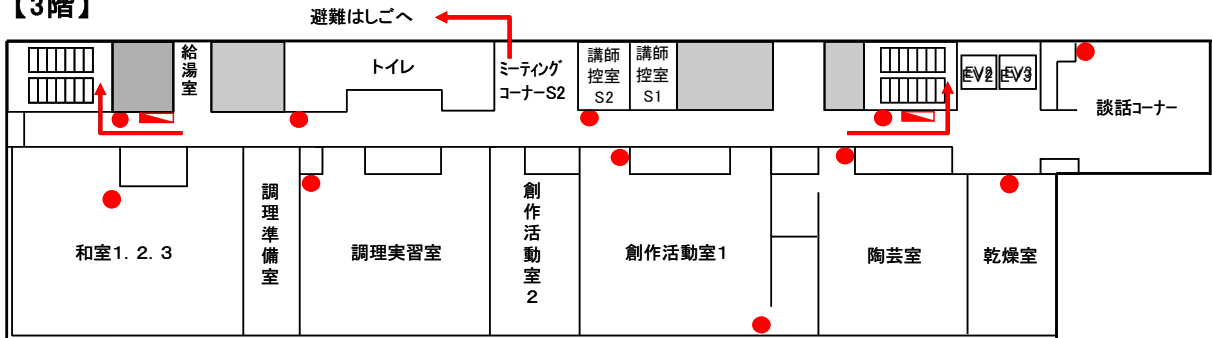 【3階】
避難はしごへ
給湯室
トイレ
ミーティング
コーナーS2
講師
控室
S2
講師
控室
S1
EV2
EV3
談話コーナー
和室1．2．3
調理準備室
調理実習室
創作活動室2
創作活動室1
陶芸室
乾燥室